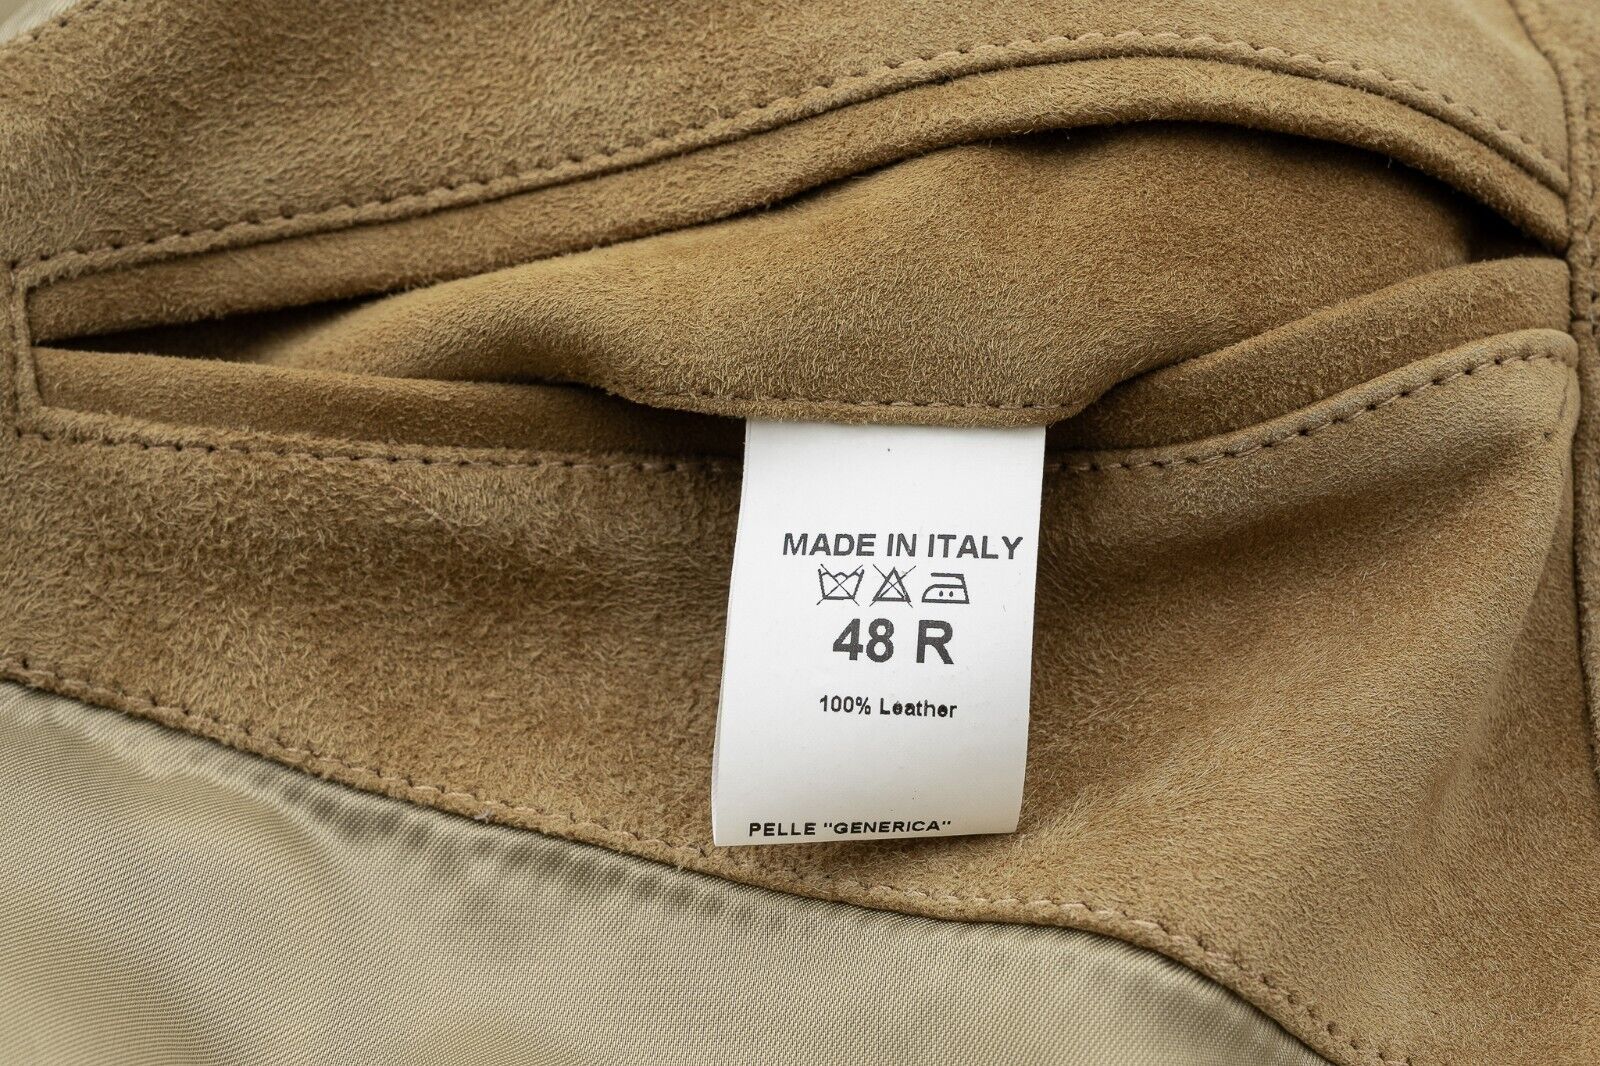 MADE IN ITALY
48 R
100% Leather
PELLE "GENERICA"